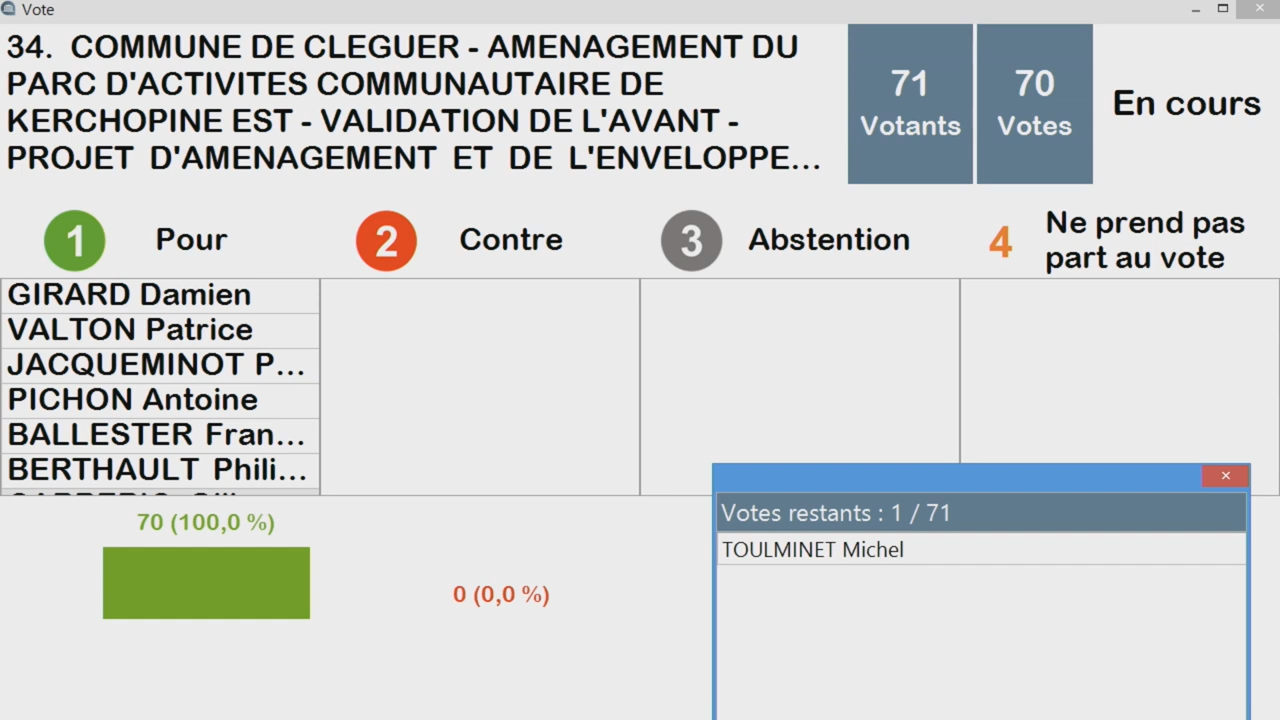 Vote
34. COMMUNE DE CLEGUER - AMENAGEMENT DU
PARC D'ACTIVITES COMMUNAUTAIRE DE
KERCHOPINE EST - VALIDATION DE L'AVANT -
PROJET D'AMENAGEMENT ET DE L'ENVELOPPE...
71
Votants
70
Votes
En cours
1 Pour
2 Contre
3 Abstention
4 Ne prend pas
part au vote
GIRARD Damien
VALTON Patrice
JACQUEMINOT P...
PICHON Antoine
BALLESTER Fran...
BERTHAULT Phili...
70 (100,0 %)
0 (0,0 %)
Votes restants : 1 / 71
TOULMINET Michel